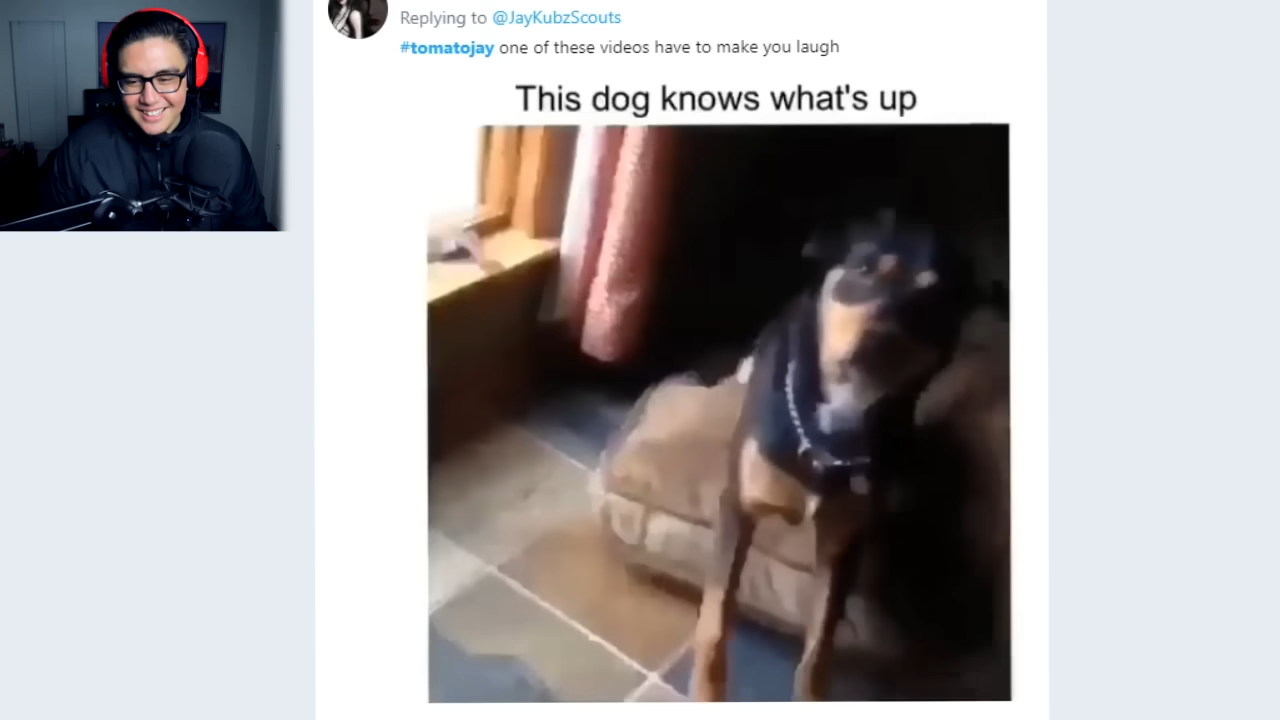 Replying to @JayKubzScouts
#tomatojay one of these videos have to make you laugh
This dog knows what's up